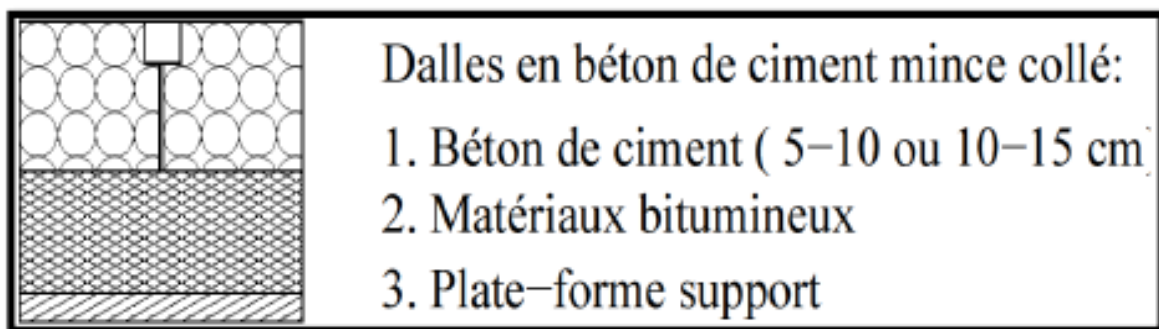 Dalles en béton de ciment mince collé:
1. Béton de ciment ( 5−10 ou 10−15 cm)
2. Matériaux bitumineux
3. Plate−forme support